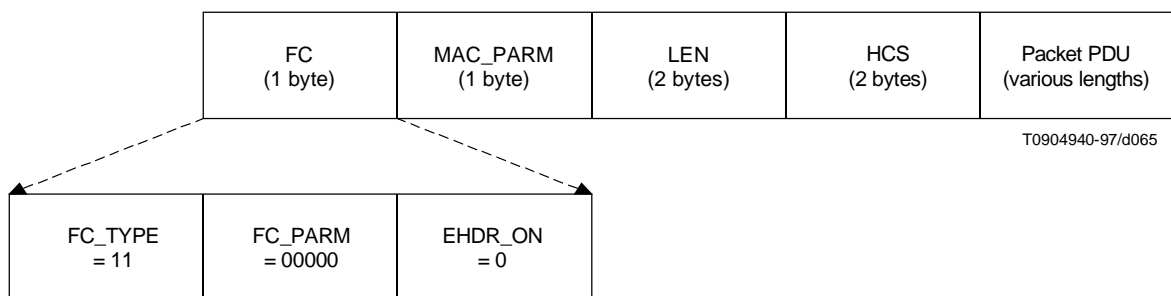 FC
(1 byte)
MAC_PARM
(1 byte)
LEN
(2 bytes)
HCS
(2 bytes)
Packet PDU
(various lengths)
T0904940-97/d065
FC_TYPE
= 11
FC_PARM
= 00000
EHDR_ON
= 0